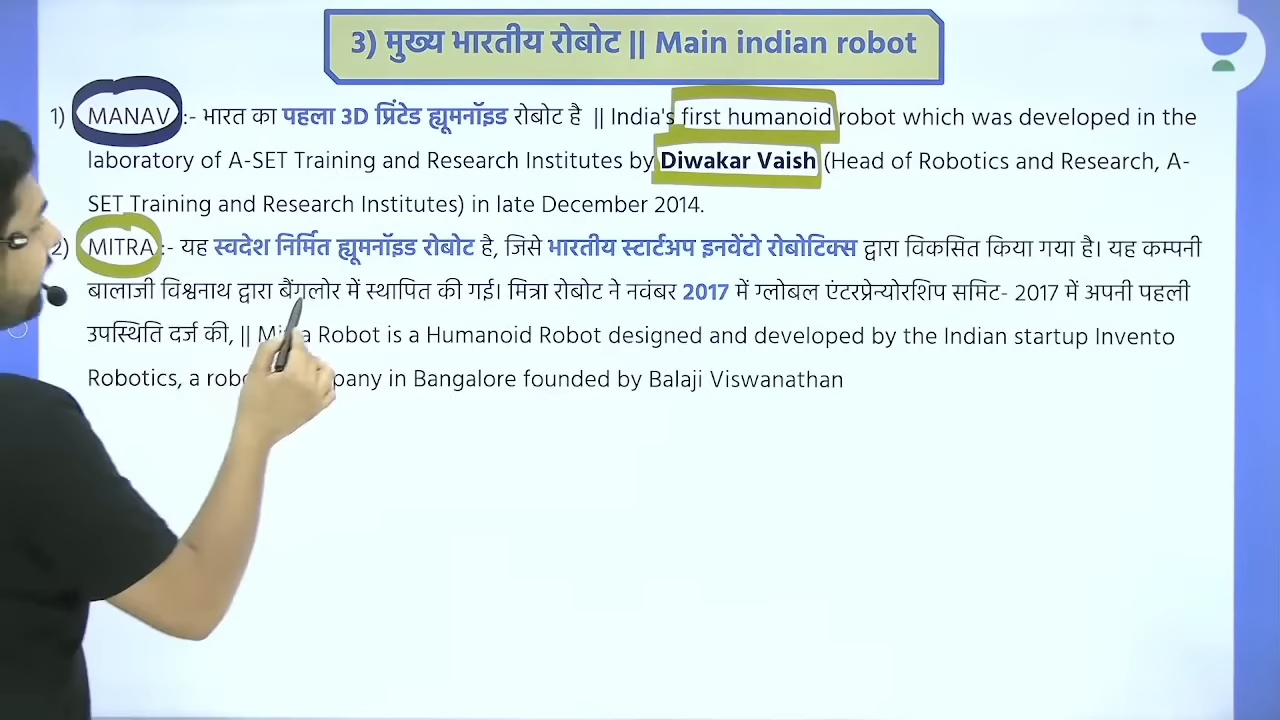 3) मुख्य भारतीय रोबोट || Main indian robot
1) MANAV :- भारत का पहला 3D प्रिंटेड ह्यूमनॉइड रोबोट है || India's first humanoid robot which was developed in the
laboratory of A-SET Training and Research Institutes by Diwakar Vaish (Head of Robotics and Research, A-
SET Training and Research Institutes) in late December 2014.
2) MITRA :- यह स्वदेश निर्मित ह्यूमनॉइड रोबोट है, जिसे भारतीय स्टार्टअप इनवेंटो रोबोटिक्स द्वारा विकसित किया गया है। यह कम्पनी
बालाजी विश्वनाथ द्वारा बैंगलोर में स्थापित की गई। मित्रा रोबोट ने नवंबर 2017 में ग्लोबल एंटरप्रेन्योरशिप समिट- 2017 में अपनी पहली
उपस्थिति दर्ज की, || Robot is a Humanoid Robot designed and developed by the Indian startup Invento
Robotics, a in Bangalore founded by Balaji Viswanathan